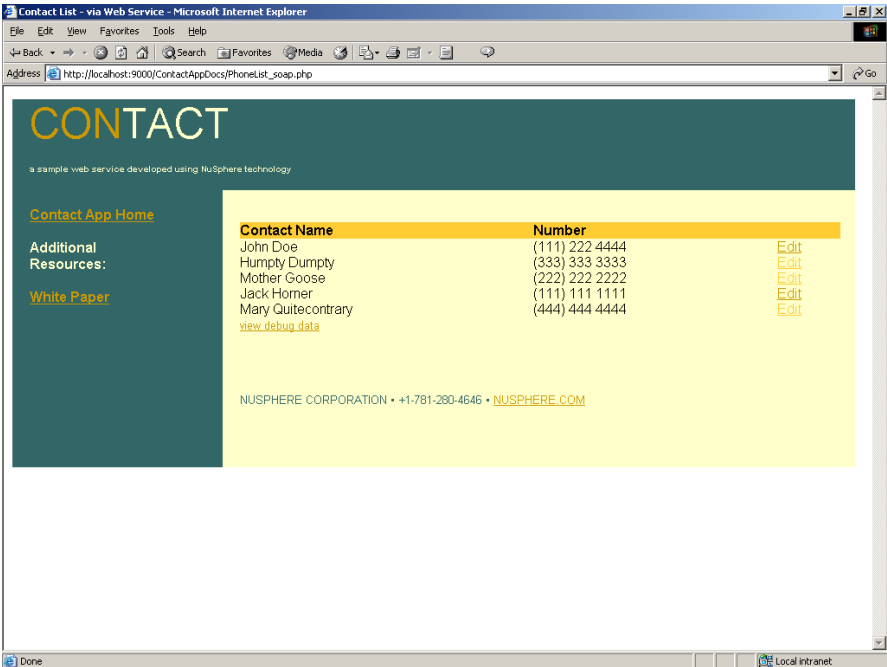 Contact List - via Web Service - Microsoft Internet Explorer
File Edit View Favorites Tools Help
Back Search Favorites Media
Address http://localhost:9000/ContactAppDocs/PhoneList_soap.php Go
CONTACT
a sample web service developed using NuSphere technology
Contact App Home
Additional
Resources:
White Paper
Contact Name Number
John Doe (111) 222 4444 Edit
Humpty Dumpty (333) 333 3333 Edit
Mother Goose (222) 222 2222 Edit
Jack Horner (111) 111 1111 Edit
Mary Quitecontrary (444) 444 4444 Edit
view debug data
NUSPHERE CORPORATION • +1-781-280-4646 • NUSPHERE.COM
Done Local intranet